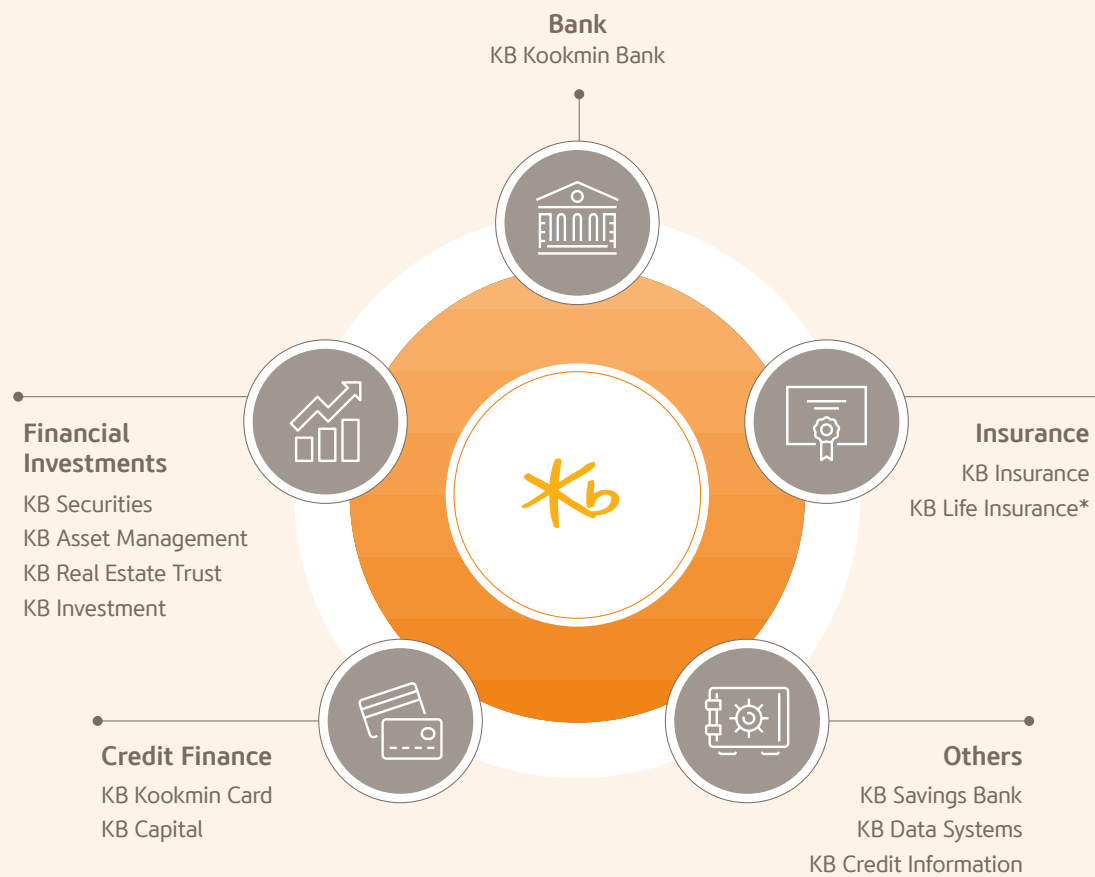 Bank
KB Kookmin Bank
Financial
Investments
KB Securities
KB Asset Management
KB Real Estate Trust
KB Investment
Kb
Insurance
KB Insurance
KB Life Insurance*
Credit Finance
KB Kookmin Card
KB Capital
Others
KB Savings Bank
KB Data Systems
KB Credit Information